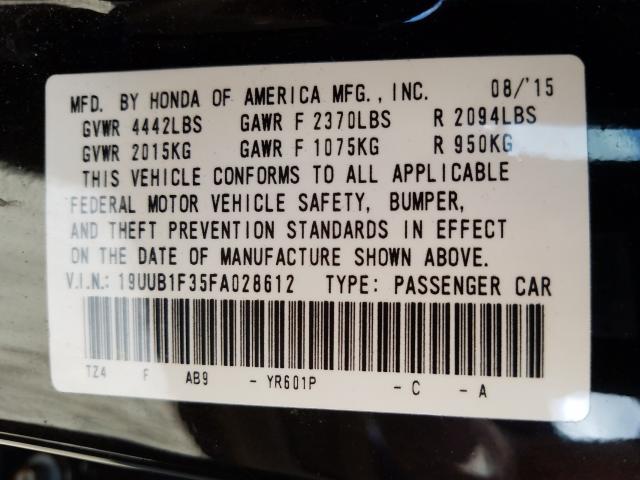 MFD. BY HONDA OF AMERICA MFG., INC. 08/'15
GVWR 4442LBS GAWR F 2370LBS R 2094LBS
GVWR 2015KG GAWR F 1075KG R 950KG
THIS VEHICLE CONFORMS TO ALL APPLICABLE
FEDERAL MOTOR VEHICLE SAFETY, BUMPER,
AND THEFT PREVENTION STANDARDS IN EFFECT
ON THE DATE OF MANUFACTURE SHOWN ABOVE.
V.I.N.: 19UUB1F35FA028612 TYPE: PASSENGER CAR
TZ4 F AB9 - YR601P - C - A